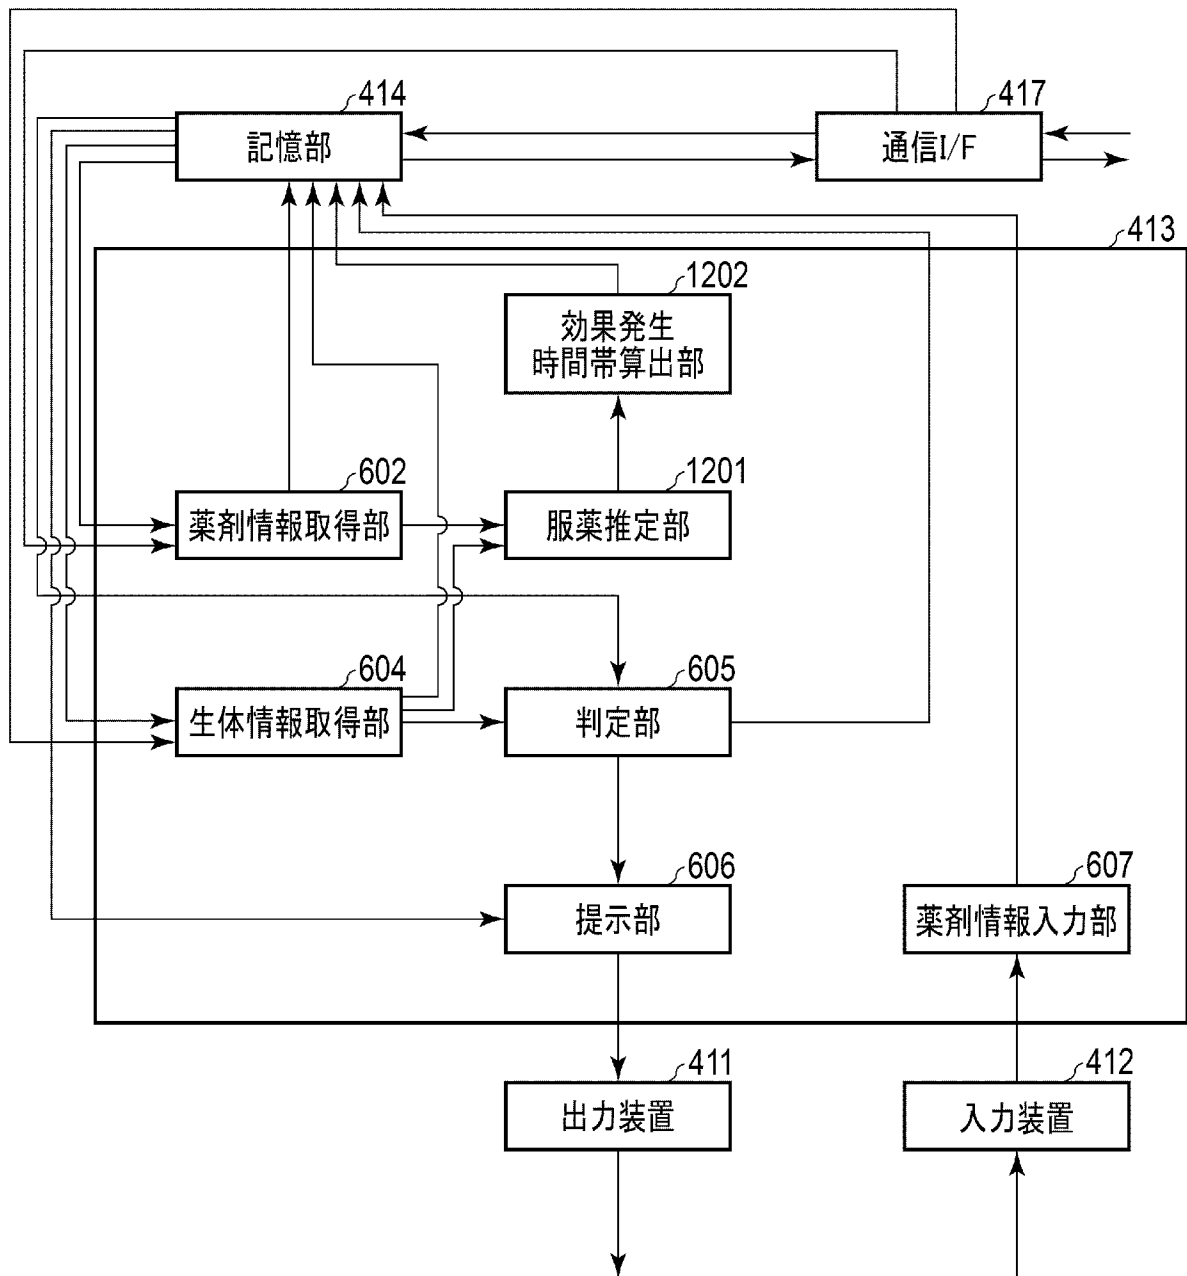 414
記憶部
417
通信I/F
413
1202
効果発生
時間帯算出部
602
薬剤情報取得部
1201
服薬推定部
604
生体情報取得部
605
判定部
606
提示部
607
薬剤情報入力部
411
出力装置
412
入力装置